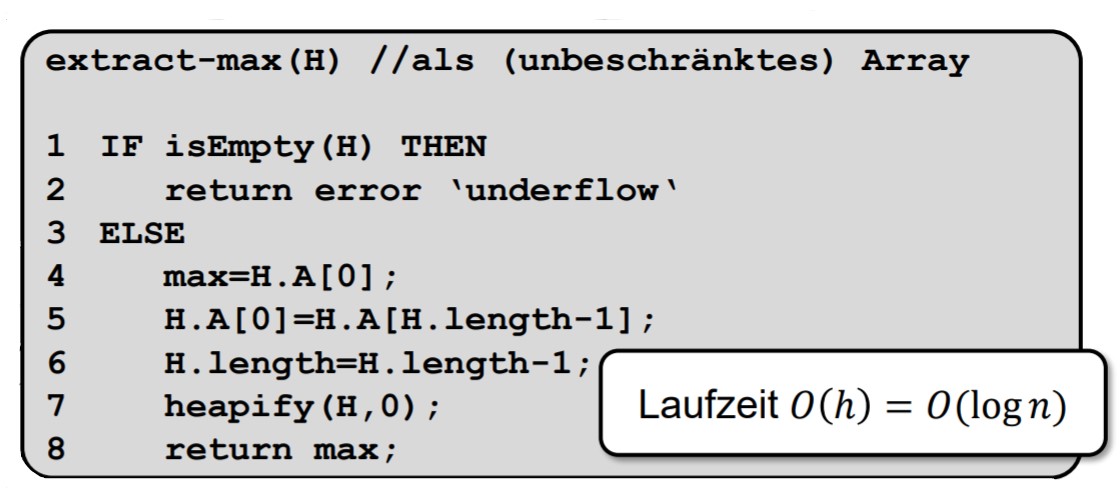 extract-max(H) //als (unbeschränktes) Array
1 IF isEmpty(H) THEN
2 return error `underflow`
3 ELSE
4 max=H.A[0];
5 H.A[0]=H.A[H.length-1];
6 H.length=H.length-1;
7 heapify(H,0);
8 return max;
Laufzeit O(h) = O(log n)